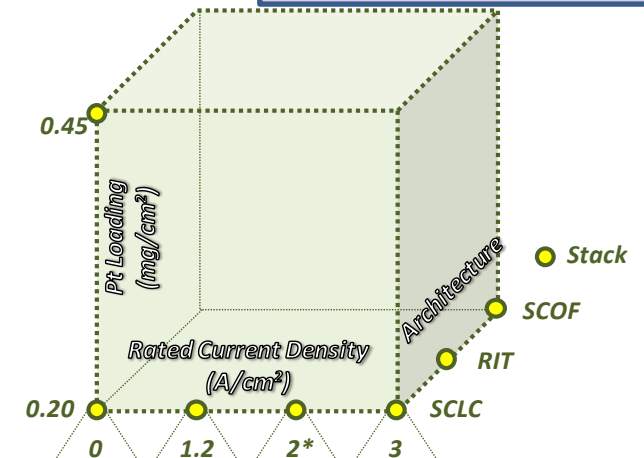 0.45
Pt Loading
(mg/cm²)
Architecture
Stack
SCOF
Rated Current Density
(A/cm²)
RIT
0.20
SCLC
0 1.2 2* 3